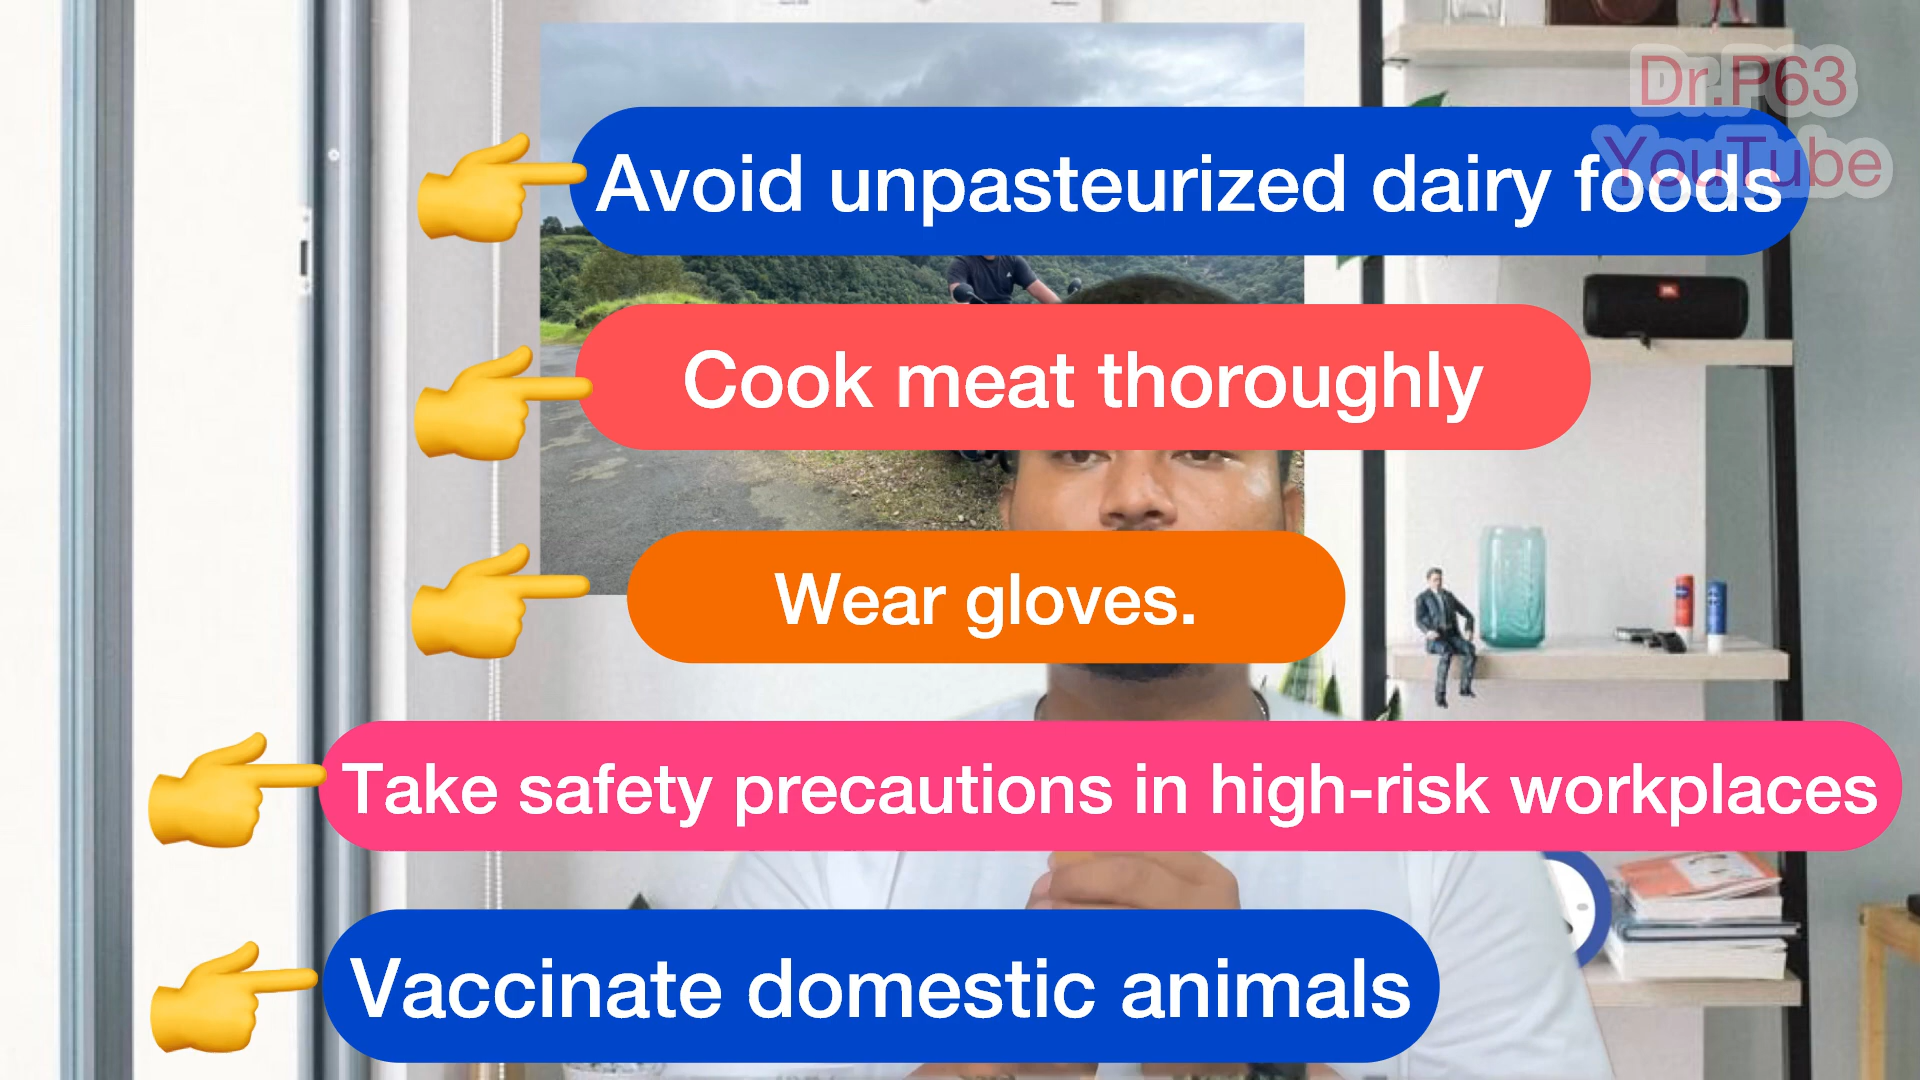 Dr.P63
YouTube
Avoid unpasteurized dairy foods
Cook meat thoroughly
Wear gloves.
Take safety precautions in high-risk workplaces
Vaccinate domestic animals